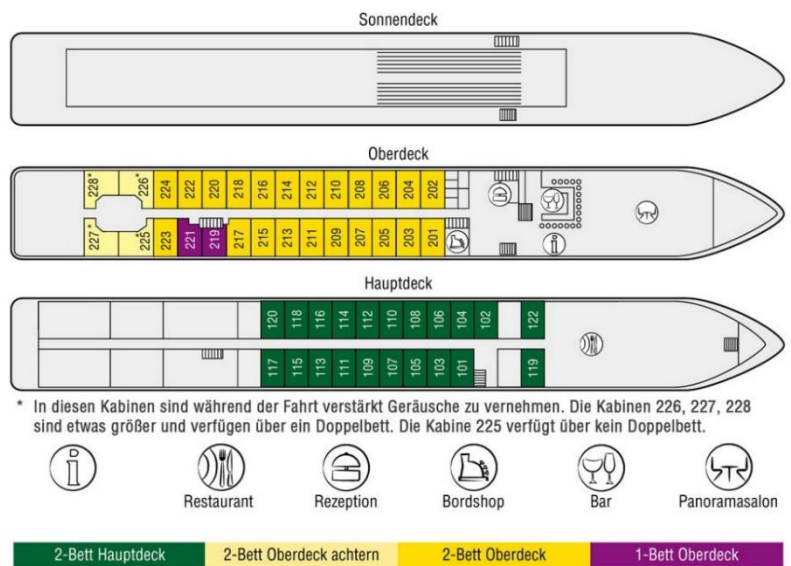 Sonnendeck
Oberdeck
228* 226* 224 222 220 218 216 214 212 210 208 206 204 202
227* 225* 223 221 219 217 215 213 211 209 207 205 203 201
i
Hauptdeck
120 118 116 114 112 110 108 106 104 102 122
117 115 113 111 109 107 105 103 101 119
* In diesen Kabinen sind während der Fahrt verstärkt Geräusche zu vernehmen. Die Kabinen 226, 227, 228
sind etwas größer und verfügen über ein Doppelbett. Die Kabine 225 verfügt über kein Doppelbett.
i
Restaurant Rezeption Bordshop Bar Panoramasalon
2-Bett Hauptdeck 2-Bett Oberdeck achtern 2-Bett Oberdeck 1-Bett Oberdeck